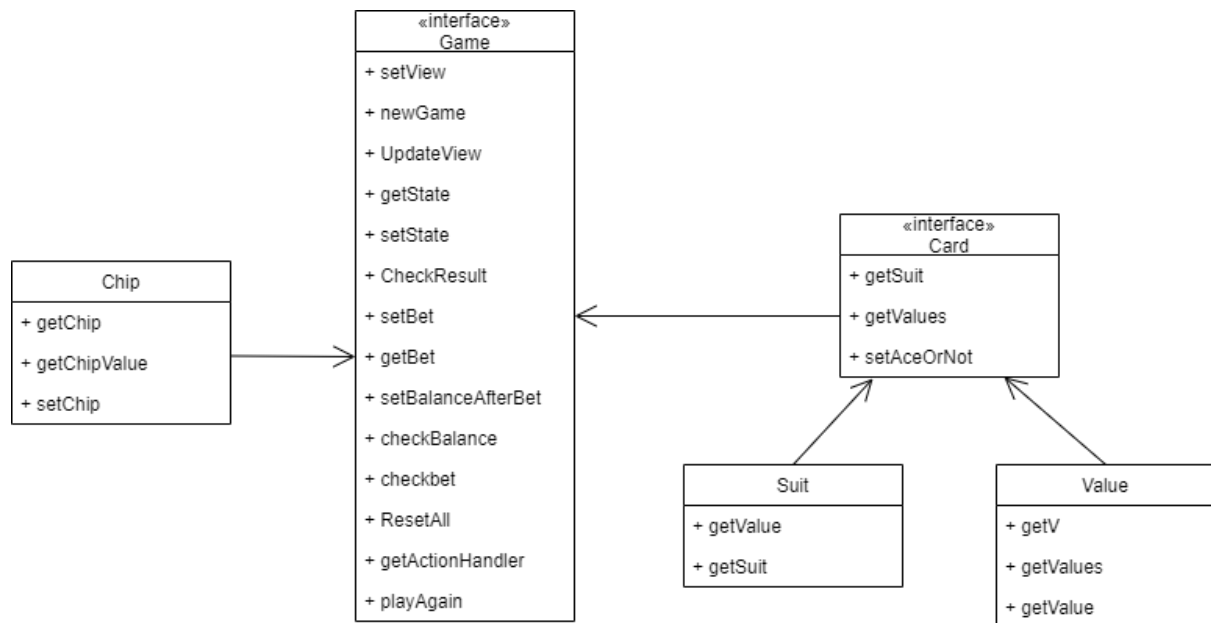 «interface»
Game
+ setView
+ newGame
+ UpdateView
+ getState
+ setState
+ CheckResult
+ setBet
+ getBet
+ setBalanceAfterBet
+ checkBalance
+ checkbet
+ ResetAll
+ getActionHandler
+ playAgain
Chip
+ getChip
+ getChipValue
+ setChip
«interface»
Card
+ getSuit
+ getValues
+ setAceOrNot
Suit
+ getValue
+ getSuit
Value
+ getV
+ getValues
+ getValue